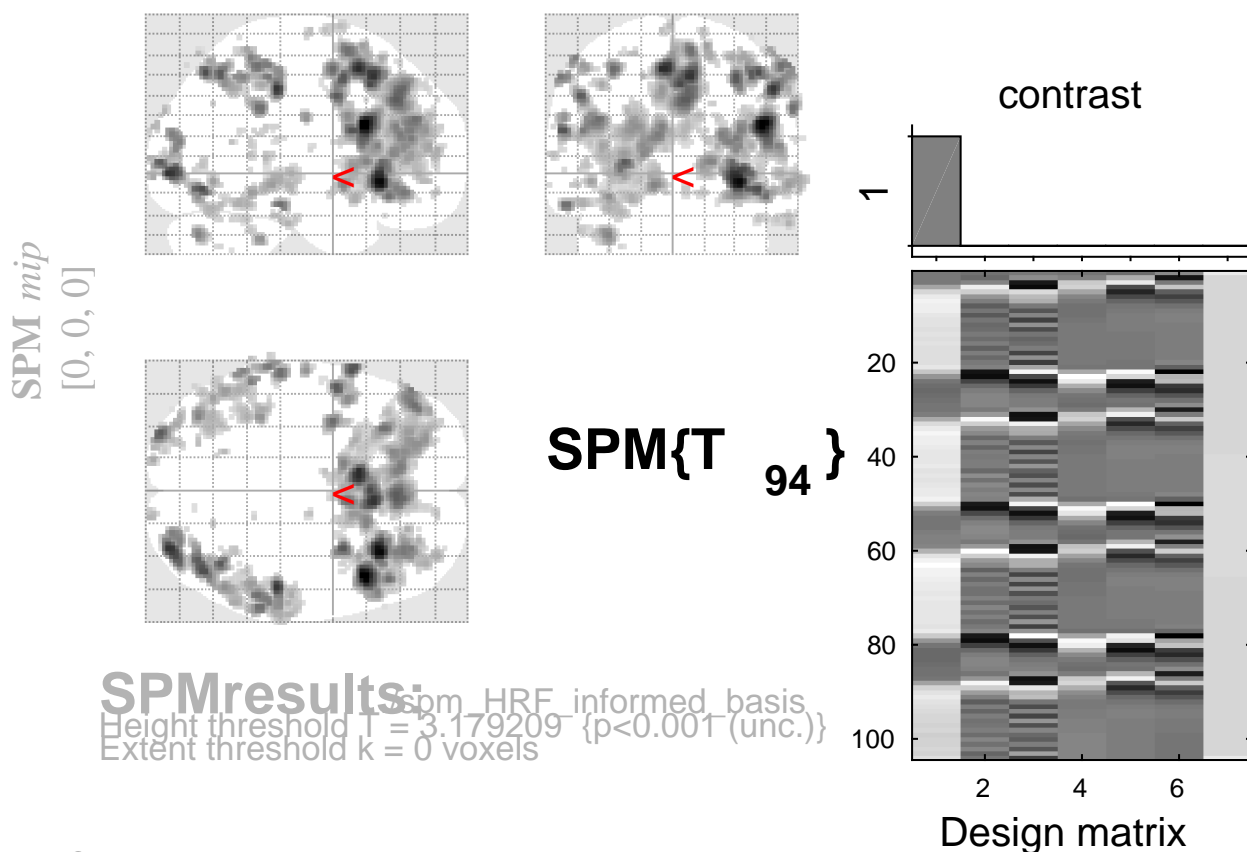 SPM mip
[0, 0, 0]
<
<
<
SPM{T 94}
contrast
1
20
40
60
80
100
2 4 6
Design matrix
SPMresults: ./spm_HRF_informed_basis
Height threshold T = 3.179209 {p<0.001 (unc.)}
Extent threshold k = 0 voxels